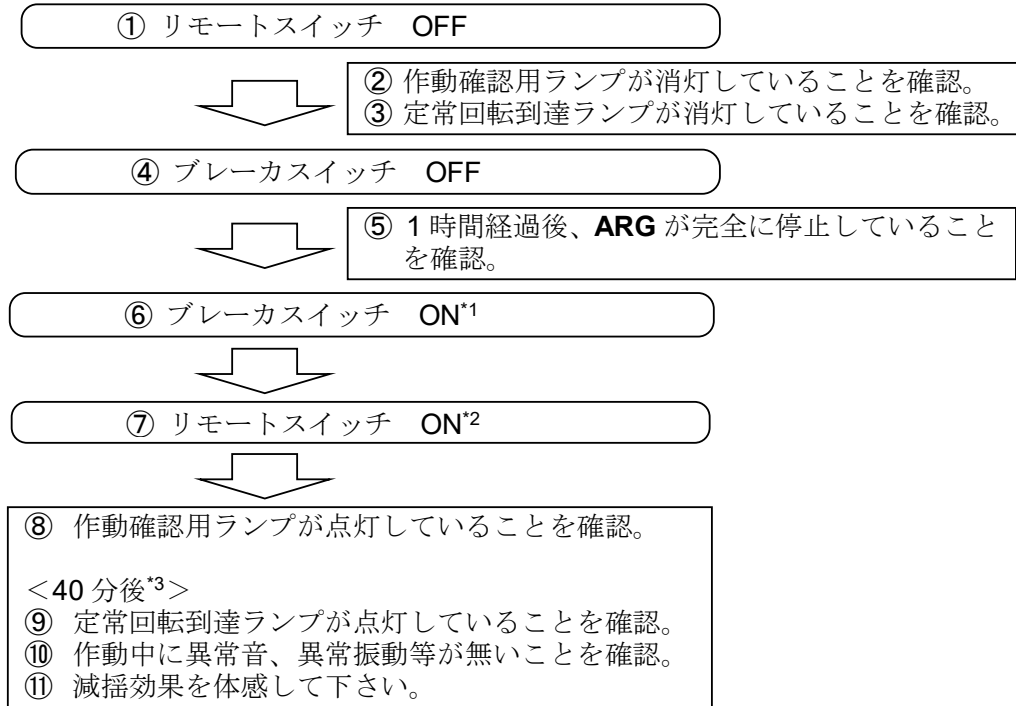 ① リモートスイッチ OFF
② 作動確認用ランプが消灯していることを確認。
③ 定常回転到達ランプが消灯していることを確認。
④ ブレーカスイッチ OFF
⑤ 1 時間経過後、ARG が完全に停止していること
を確認。
⑥ ブレーカスイッチ ON*1
⑦ リモートスイッチ ON*2
⑧ 作動確認用ランプが点灯していることを確認。
＜40 分後*3＞
⑨ 定常回転到達ランプが点灯していることを確認。
⑩ 作動中に異常音、異常振動等が無いことを確認。
⑪ 減揺効果を体感して下さい。